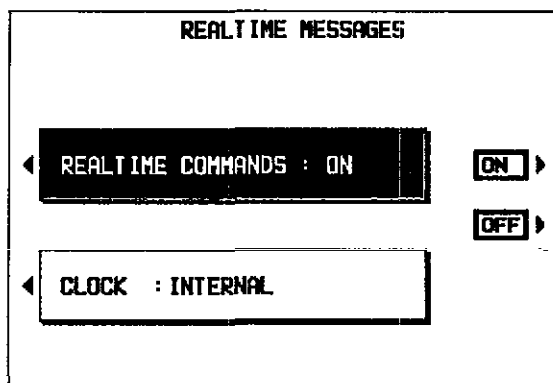 REALTIME MESSAGES
REALTIME COMMANDS : ON
ON
OFF
CLOCK : INTERNAL